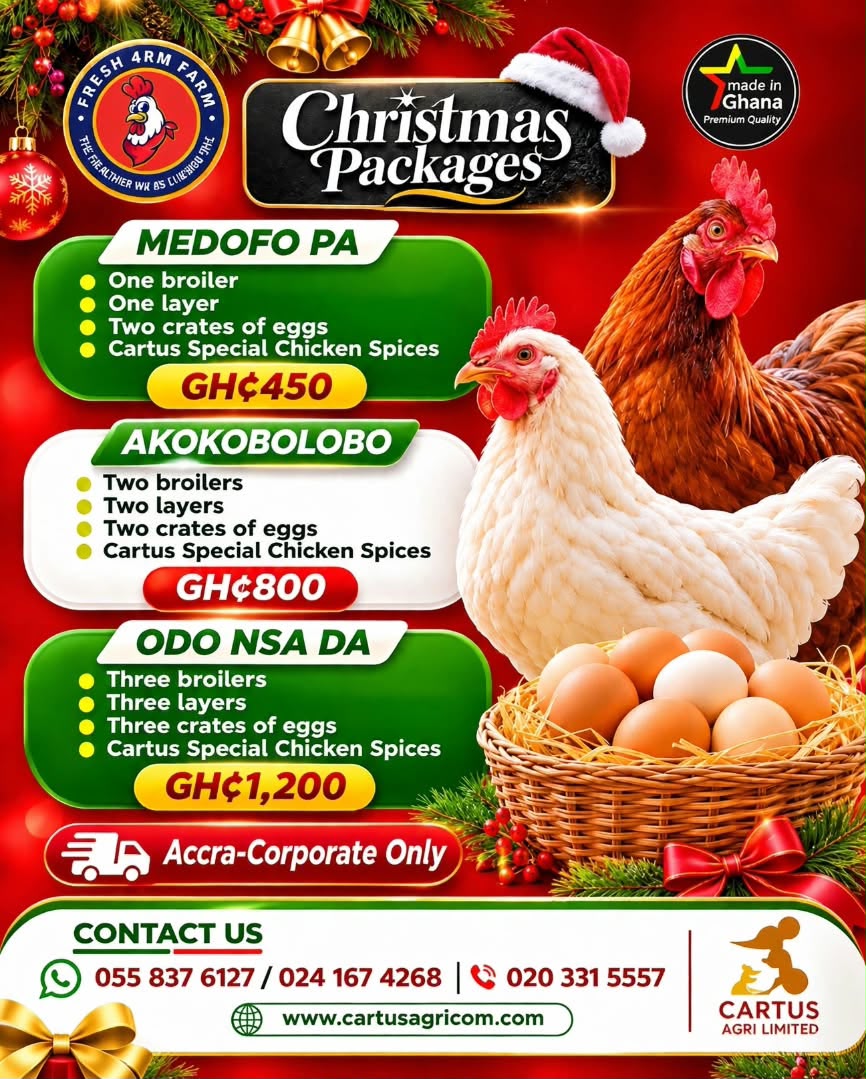 FRESH 4RM FARM
THE
Christmas
Packages
made in
Ghana
Premium Quality
MEDOFO PA
One broiler
One layer
Two crates of eggs
Cartus Special Chicken Spices
GH₵450
AKOKOBOLOBO
Two broilers
Two layers
Two crates of eggs
Cartus Special Chicken Spices
GH₵800
ODO NSA DA
Three broilers
Three layers
Three crates of eggs
Cartus Special Chicken Spices
GH₵1,200
Accra-Corporate Only
CONTACT US
055 837 6127 / 024 167 4268 | 020 331 5557
www.cartusagricom.com
CARTUS
AGRI LIMITED